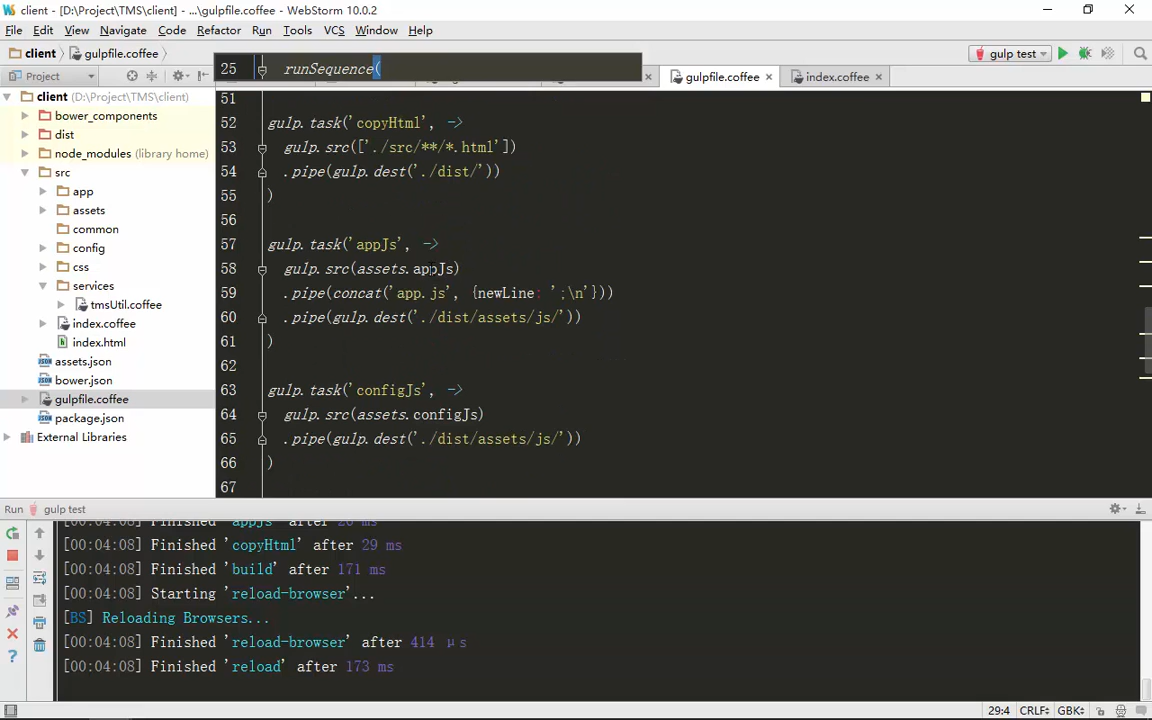 client - [D:\Project\TMS\client] - ...\gulpfile.coffee - WebStorm 10.0.2
File Edit View Navigate Code Refactor Run Tools VCS Window Help
client gulpfile.coffee gulp test
Project
25 runSequence(
gulpfile.coffee index.coffee
client (D:\Project\TMS\client)
bower_components
dist
node_modules (library home)
src
app
assets
common
config
css
services
tmsUtil.coffee
index.coffee
index.html
assets.json
bower.json
gulpfile.coffee
package.json
External Libraries
51
52 gulp.task('copyHtml', ->
53 gulp.src(['./src/**/*.html'])
54 .pipe(gulp.dest('./dist/'))
55 )
56
57 gulp.task('appJs', ->
58 gulp.src(assets.appJs)
59 .pipe(concat('app.js', {newLine: ';\n'}))
60 .pipe(gulp.dest('./dist/assets/js/'))
61 )
62
63 gulp.task('configJs', ->
64 gulp.src(assets.configJs)
65 .pipe(gulp.dest('./dist/assets/js/'))
66 )
67
Run gulp test
[00:04:08] Finished 'appJs' after 26 ms
[00:04:08] Finished 'copyHtml' after 29 ms
[00:04:08] Finished 'build' after 171 ms
[00:04:08] Starting 'reload-browser'...
[BS] Reloading Browsers...
[00:04:08] Finished 'reload-browser' after 414 μs
[00:04:08] Finished 'reload' after 173 ms
29:4 CRLF GBK